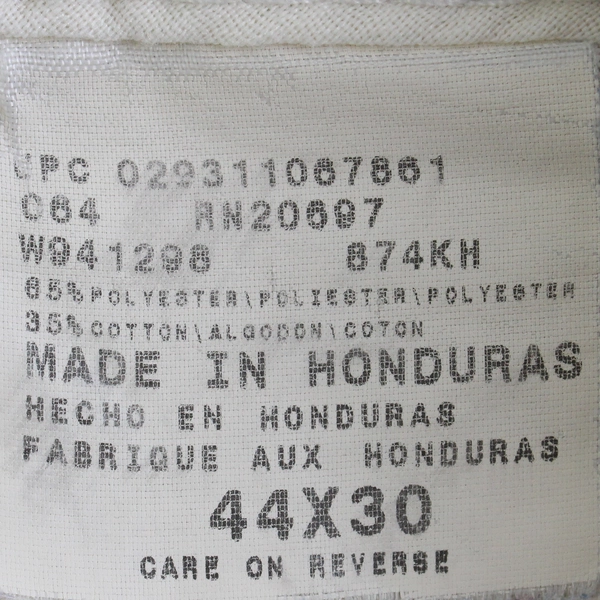 UPC 029311067861
C64 RN20697
W941298 874KH
65% POLYESTER\POLIESTER\POLYESTER
35% COTTON\ALGODON\COTON
MADE IN HONDURAS
HECHO EN HONDURAS
FABRIQUE AUX HONDURAS
44X30
CARE ON REVERSE